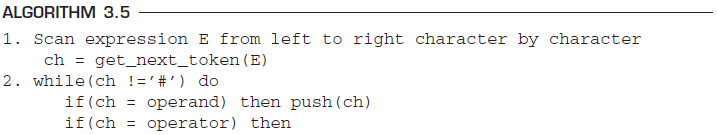 ALGORITHM 3.5
1. Scan expression E from left to right character by character
ch = get_next_token(E)
2. while(ch !='#') do
if(ch = operand) then push(ch)
if(ch = operator) then